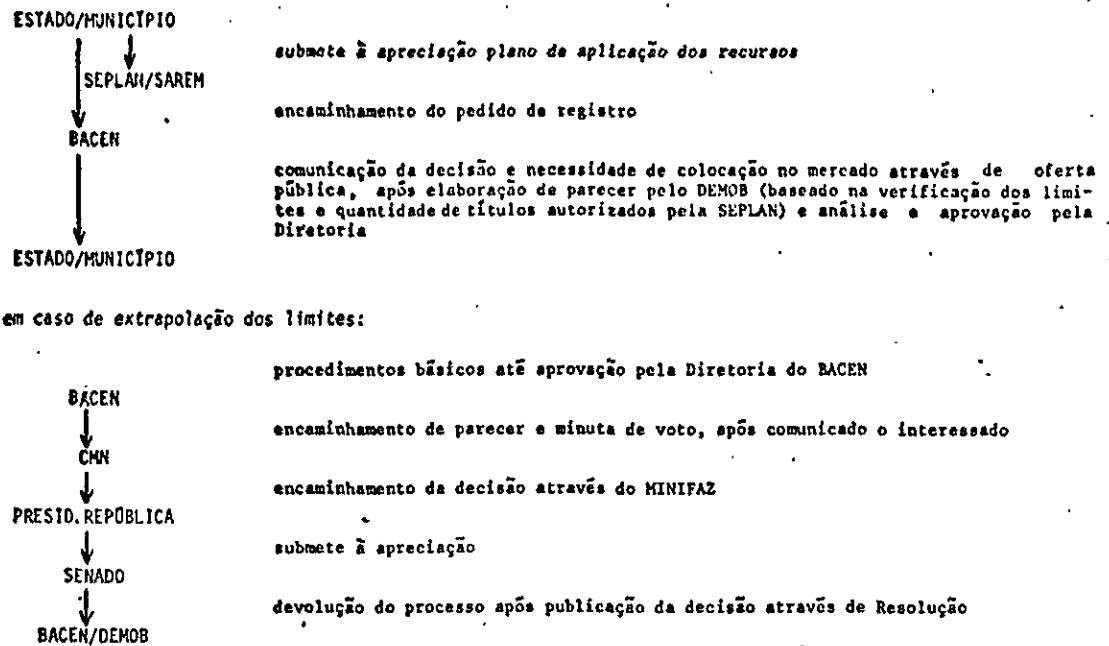 ESTADO/MUNICÍPIO
submete à apreciação plano de aplicação dos recursos
SEPLAN/SAREM
encaminhamento do pedido de registro
BACEN
comunicação da decisão e necessidade de colocação no mercado através de oferta
pública, após elaboração de parecer pelo DEMOB (baseado na verificação dos limi-
tes e quantidade de títulos autorizados pela SEPLAN) e análise e aprovação pela
Diretoria
ESTADO/MUNICÍPIO
em caso de extrapolação dos limites:
procedimentos básicos até aprovação pela Diretoria do BACEN
BACEN
encaminhamento de parecer e minuta de voto, após comunicado o interessado
CMN
encaminhamento da decisão através do MINIFAZ
PRESID.REPÚBLICA
submete à apreciação
SENADO
devolução do processo após publicação da decisão através de Resolução
BACEN/DEMOB